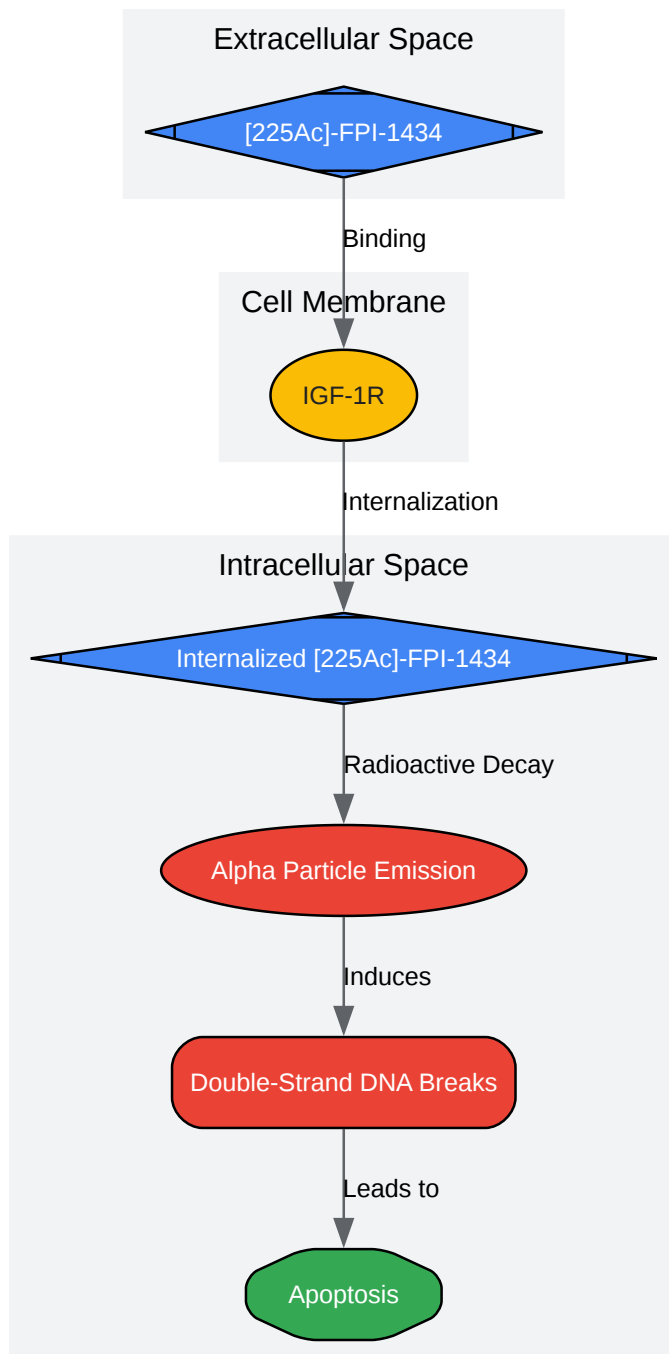 Extracellular Space
[225Ac]-FPI-1434
Binding
Cell Membrane
IGF-1R
Internalization
Intracellular Space
Internalized [225Ac]-FPI-1434
Radioactive Decay
Alpha Particle Emission
Induces
Double-Strand DNA Breaks
Leads to
Apoptosis